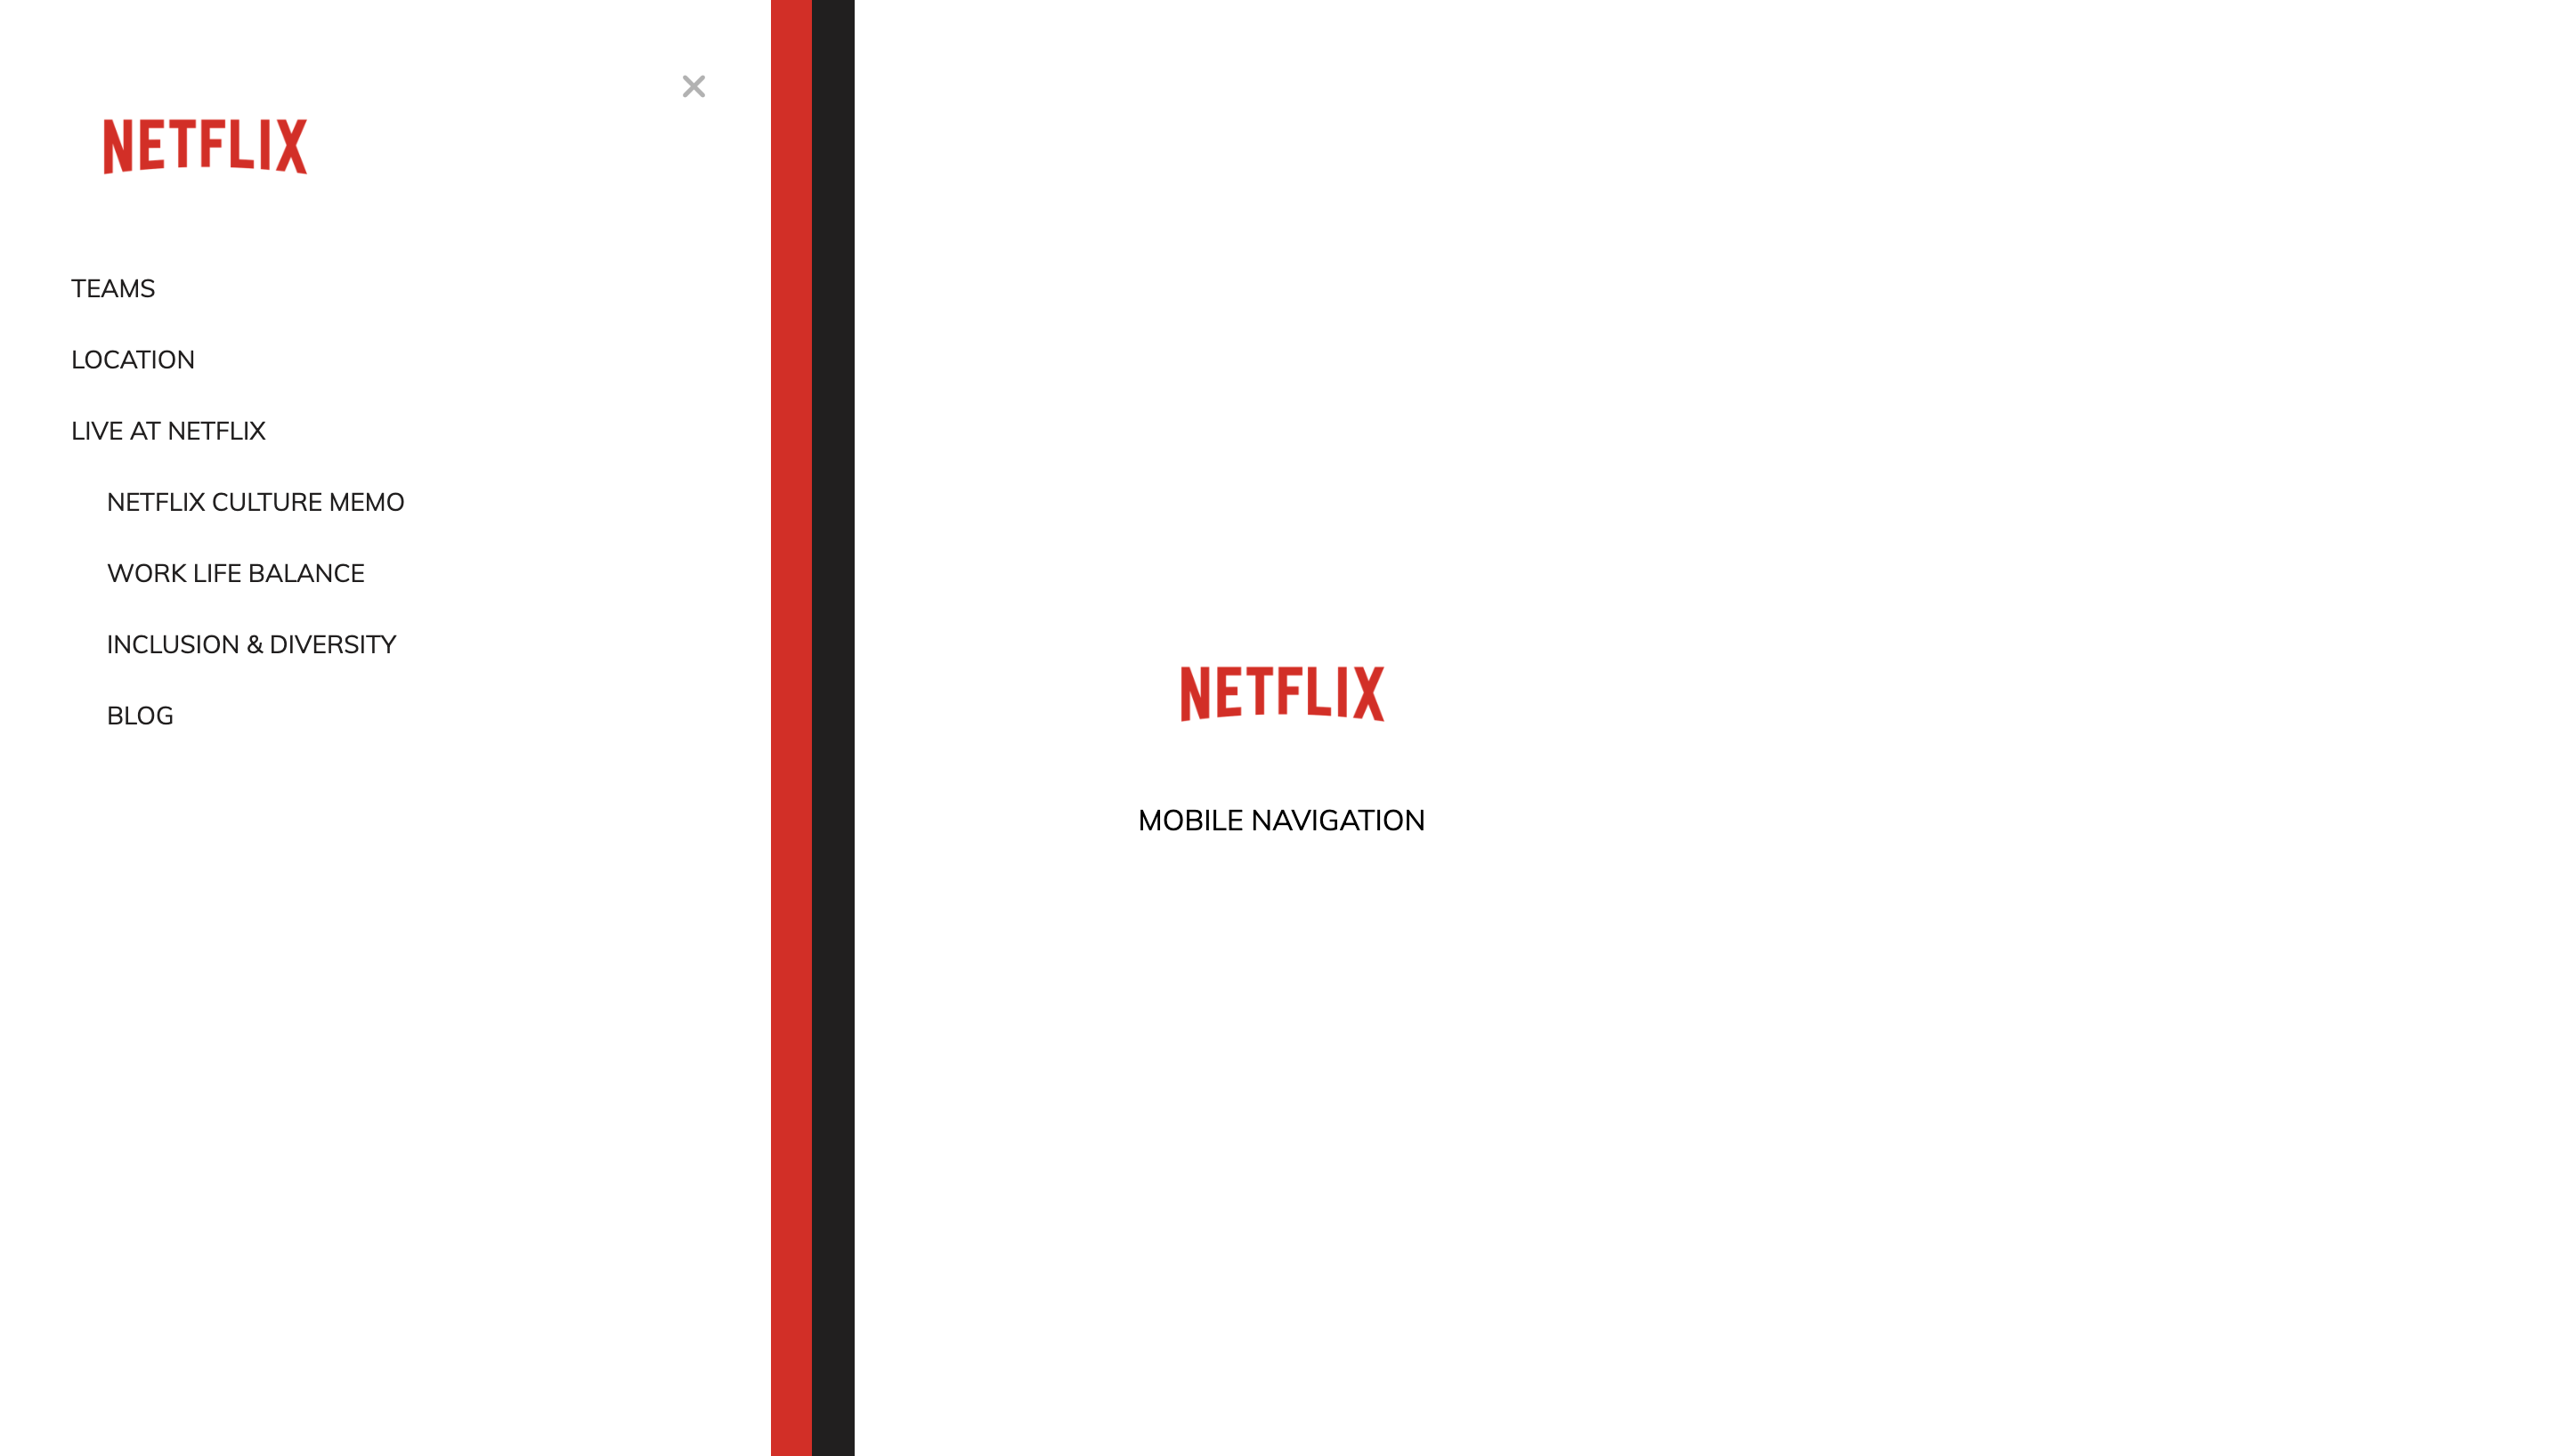 NETFLIX
TEAMS
LOCATION
LIVE AT NETFLIX
NETFLIX CULTURE MEMO
WORK LIFE BALANCE
INCLUSION & DIVERSITY
BLOG
NETFLIX
MOBILE NAVIGATION